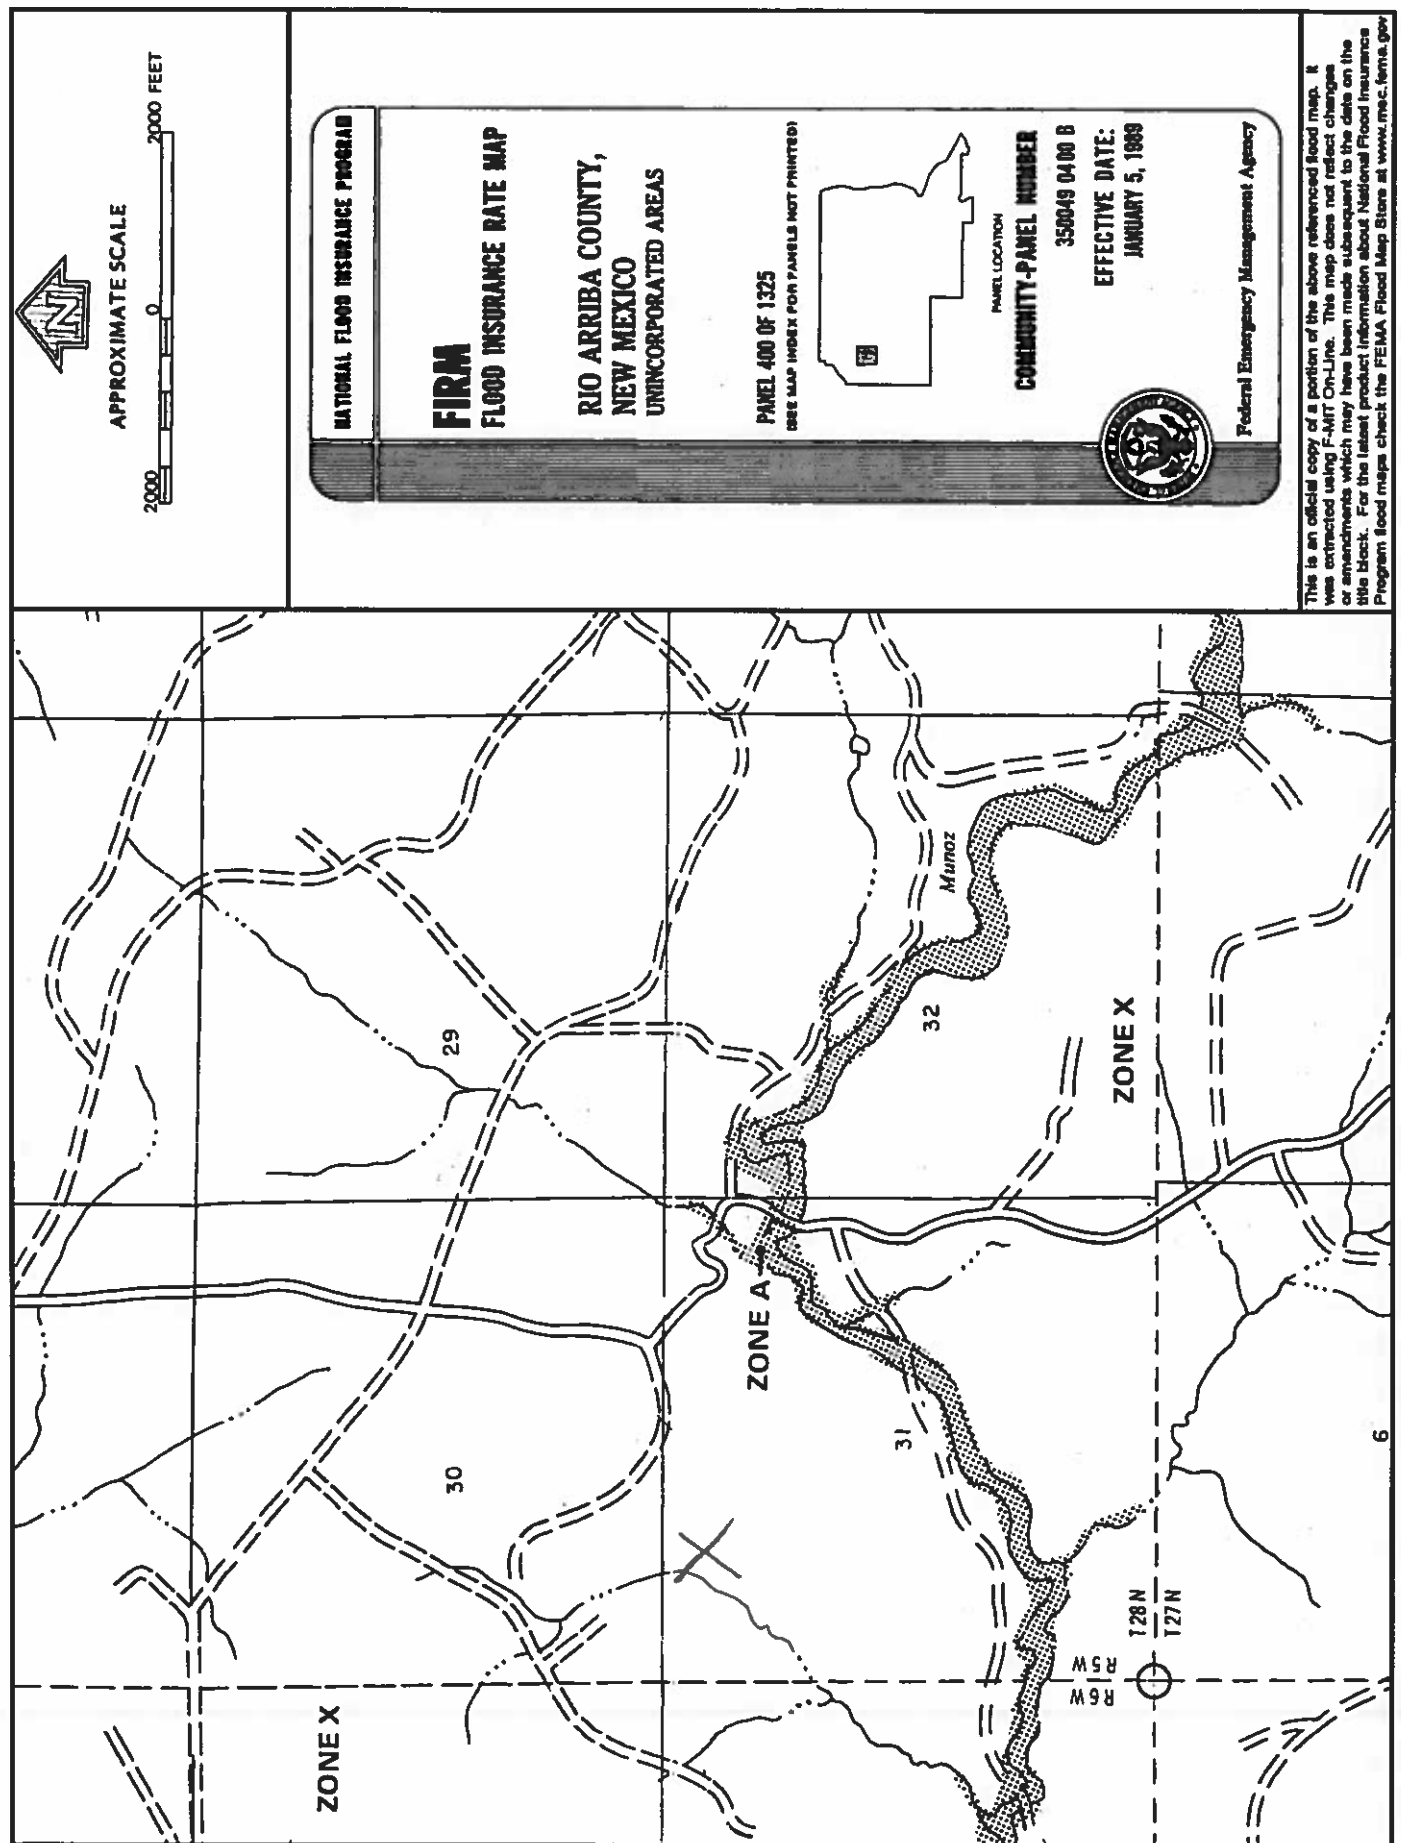 APPROXIMATE SCALE
2000
0
2000 FEET
N
NATIONAL FLOOD INSURANCE PROGRAM
FIRM
FLOOD INSURANCE RATE MAP
RIO ARRIBA COUNTY,
NEW MEXICO
UNINCORPORATED AREAS
PANEL 400 OF 1325
(SEE MAP INDEX FOR PANELS NOT PRINTED)
PANEL LOCATION
COMMUNITY-PANEL NUMBER
350049 0400 B
EFFECTIVE DATE:
JANUARY 5, 1989
Federal Emergency Management Agency
This is an official copy of a portion of the above referenced flood map. It
was extracted using F-MIT On-Line. This map does not reflect changes
or amendments which may have been made subsequent to the date on the
title block. For the latest product information about National Flood Insurance
Program flood maps check the FEMA Flood Map Store at www.msc.fema.gov
29
30
ZONE X
ZONE A
Munoz
32
31
ZONE X
R5W
R6W
T28N
T27N
6